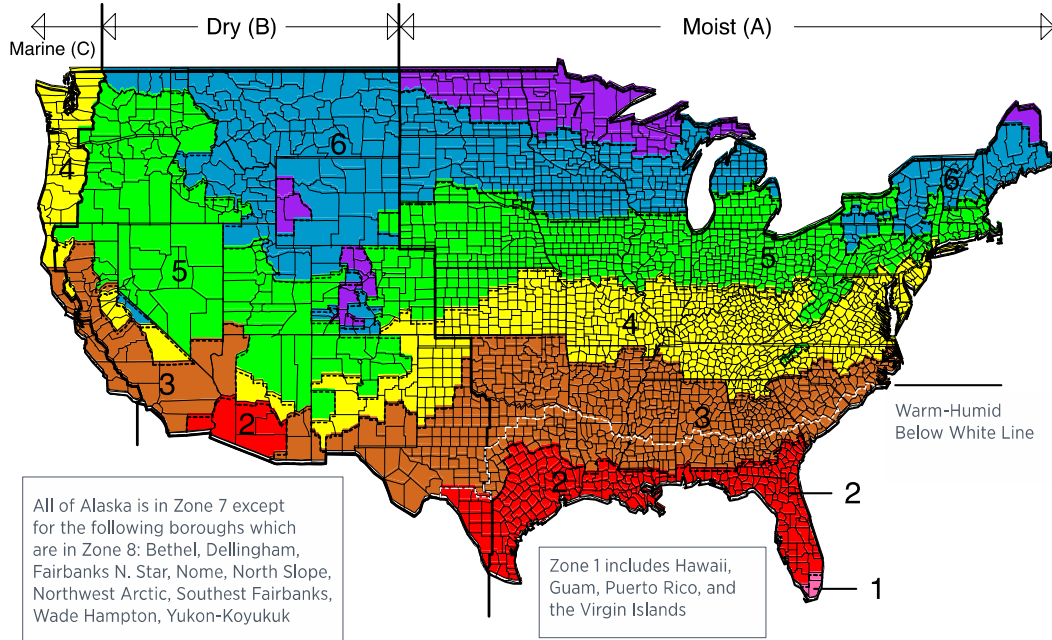 Marine (C)
Dry (B)
Moist (A)
7
6
6
4
5
5
7
4
3
3
2
2
Warm-Humid
Below White Line
2
1
All of Alaska is in Zone 7 except
for the following boroughs which
are in Zone 8: Bethel, Dellingham,
Fairbanks N. Star, Nome, North Slope,
Northwest Arctic, Southest Fairbanks,
Wade Hampton, Yukon-Koyukuk
Zone 1 includes Hawaii,
Guam, Puerto Rico, and
the Virgin Islands